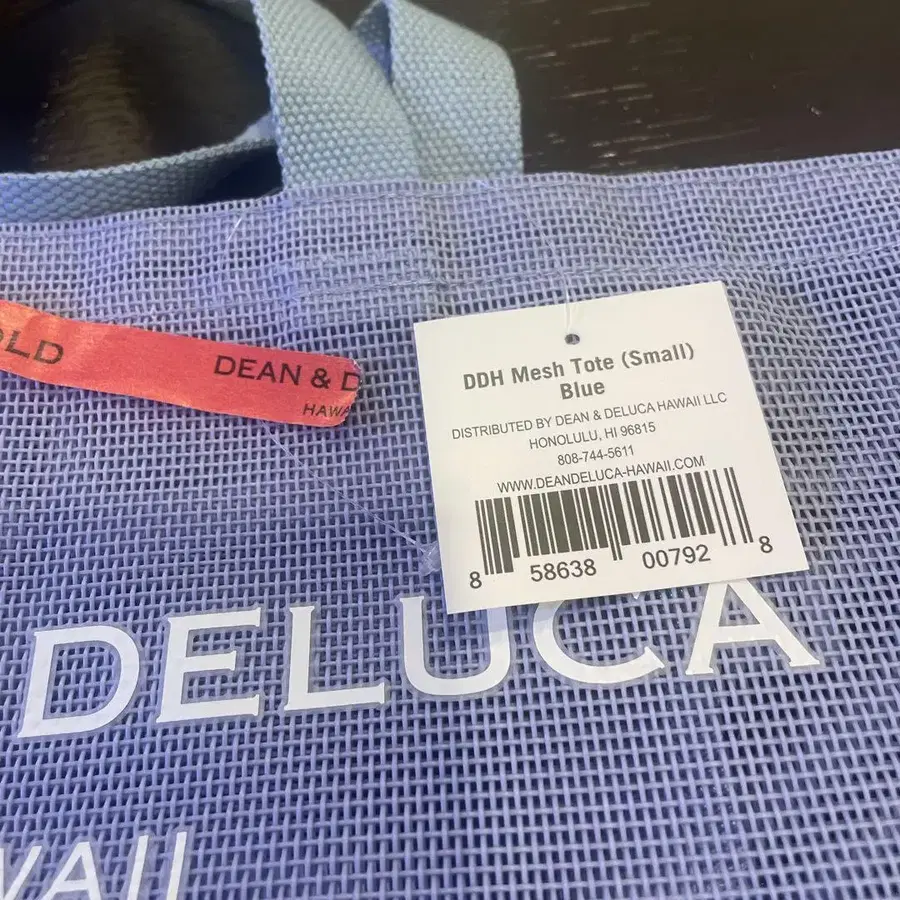 OLD DEAN & D
HAWA
DDH Mesh Tote (Small)
Blue
DISTRIBUTED BY DEAN & DELUCA HAWAII LLC
HONOLULU, HI 96815
808-744-5611
WWW.DEANDELUCA-HAWAII.COM
8 58638 00792 8
DELUCA
WAII